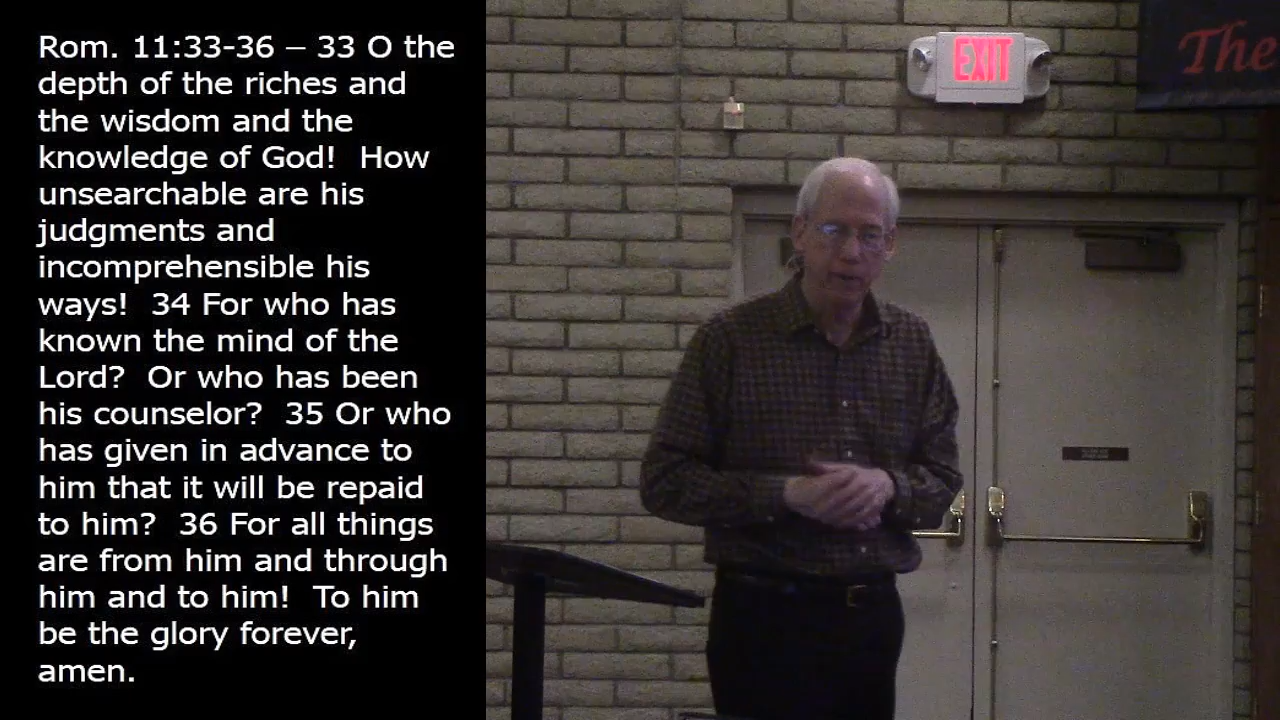 Rom. 11:33-36 – 33 O the
depth of the riches and
the wisdom and the
knowledge of God!  How
unsearchable are his
judgments and
incomprehensible his
ways!  34 For who has
known the mind of the
Lord?  Or who has been
his counselor?  35 Or who
has given in advance to
him that it will be repaid
to him?  36 For all things
are from him and through
him and to him!  To him
be the glory forever,
amen.
EXIT
The